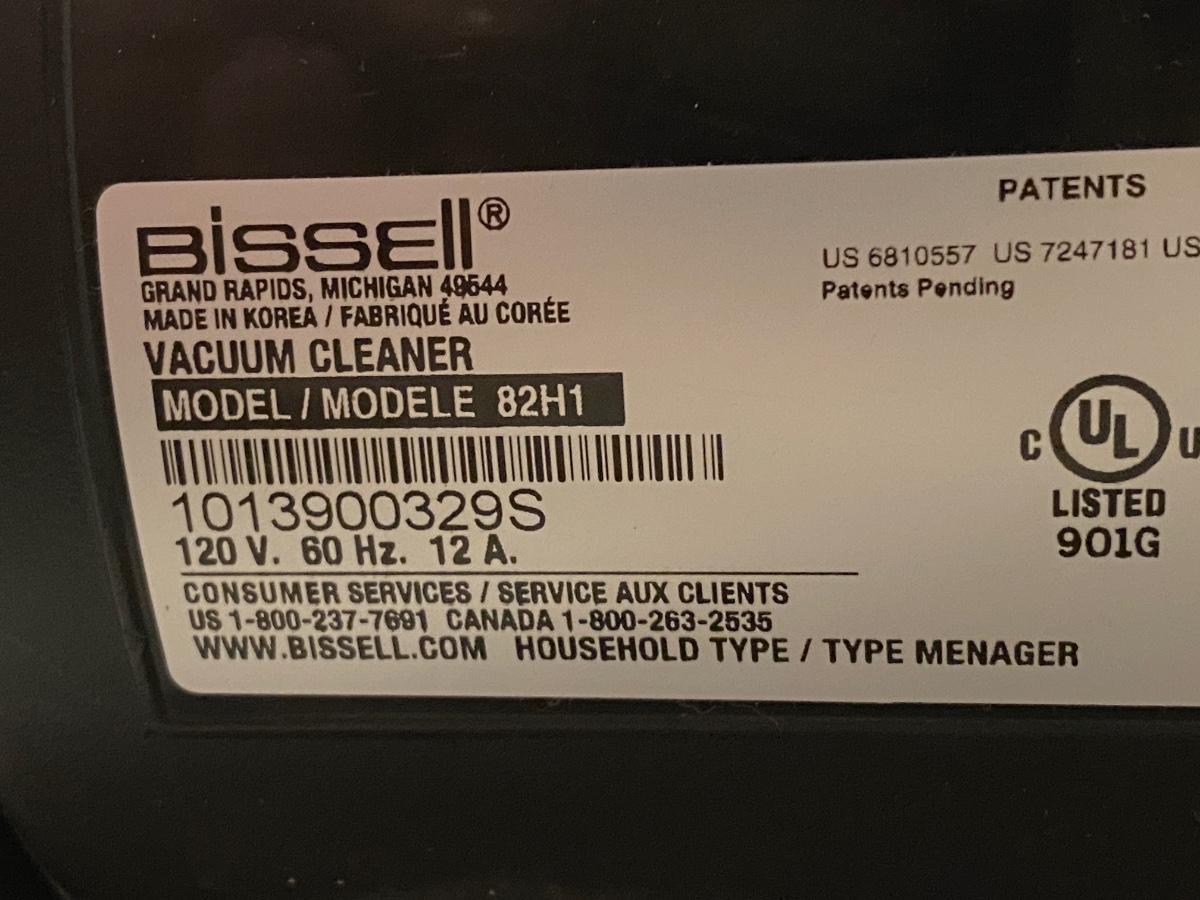 BISSELL®
GRAND RAPIDS, MICHIGAN 49544
MADE IN KOREA / FABRIQUÉ AU CORÉE
VACUUM CLEANER
MODEL / MODELE 82H1
1013900329S
120 V. 60 Hz. 12 A.
CONSUMER SERVICES / SERVICE AUX CLIENTS
US 1-800-237-7691 CANADA 1-800-263-2535
WWW.BISSELL.COM HOUSEHOLD TYPE / TYPE MENAGER
PATENTS
US 6810557 US 7247181 US
Patents Pending
C UL U
LISTED
901G